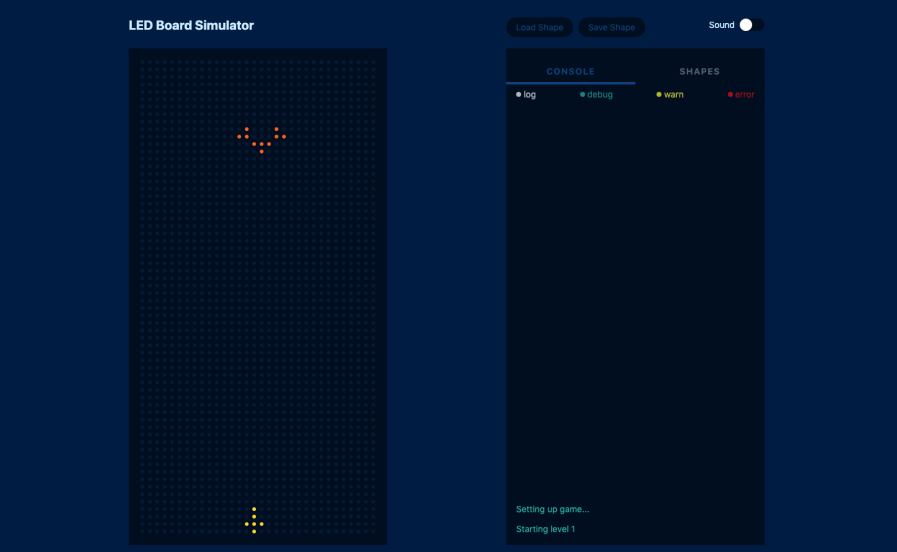 LED Board Simulator
Load Shape
Save Shape
Sound
CONSOLE
SHAPES
log
debug
warn
error
Setting up game...
Starting level 1